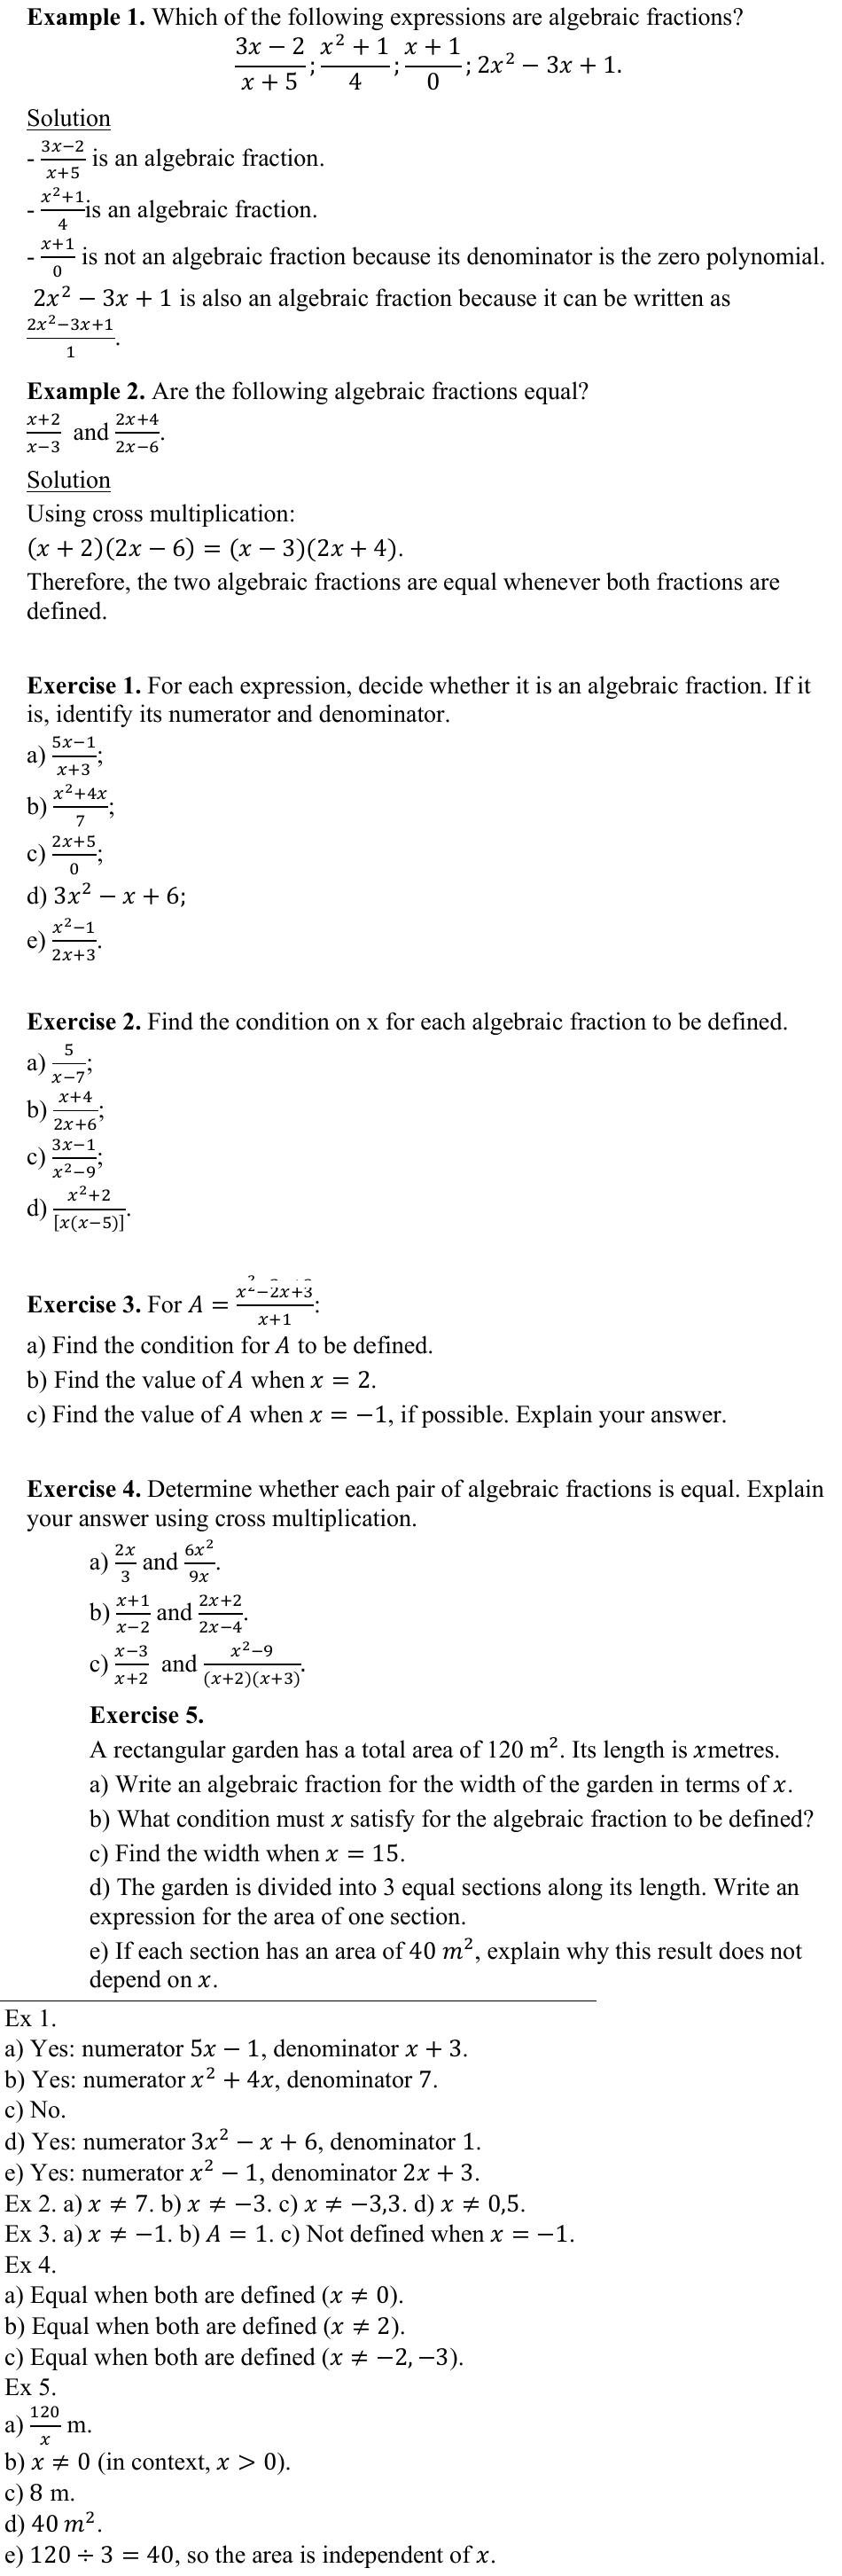 Example 1. Which of the following expressions are algebraic fractions?
(3x − 2)/(x + 5); (x² + 1)/4; (x + 1)/0; 2x² − 3x + 1.
Solution
- (3x−2)/(x+5) is an algebraic fraction.
- (x²+1)/4 is an algebraic fraction.
- (x+1)/0 is not an algebraic fraction because its denominator is the zero polynomial.
2x² − 3x + 1 is also an algebraic fraction because it can be written as
(2x²−3x+1)/1.
Example 2. Are the following algebraic fractions equal?
(x+2)/(x−3) and (2x+4)/(2x−6).
Solution
Using cross multiplication:
(x + 2)(2x − 6) = (x − 3)(2x + 4).
Therefore, the two algebraic fractions are equal whenever both fractions are
defined.
Exercise 1. For each expression, decide whether it is an algebraic fraction. If it
is, identify its numerator and denominator.
a) (5x−1)/(x+3);
b) (x²+4x)/7;
c) (2x+5)/0;
d) 3x² − x + 6;
e) (x²−1)/(2x+3).
Exercise 2. Find the condition on x for each algebraic fraction to be defined.
a) 5/(x−7);
b) (x+4)/(2x+6);
c) (3x−1)/(x²−9);
d) (x²+2)/[x(x−5)].
Exercise 3. For A = (x²−2x+3)/(x+1):
a) Find the condition for A to be defined.
b) Find the value of A when x = 2.
c) Find the value of A when x = −1, if possible. Explain your answer.
Exercise 4. Determine whether each pair of algebraic fractions is equal. Explain
your answer using cross multiplication.
a) 2x/3 and 6x²/9x.
b) (x+1)/(x−2) and (2x+2)/(2x−4).
c) (x−3)/(x+2) and (x²−9)/((x+2)(x+3)).
Exercise 5.
A rectangular garden has a total area of 120 m². Its length is xmetres.
a) Write an algebraic fraction for the width of the garden in terms of x.
b) What condition must x satisfy for the algebraic fraction to be defined?
c) Find the width when x = 15.
d) The garden is divided into 3 equal sections along its length. Write an
expression for the area of one section.
e) If each section has an area of 40 m², explain why this result does not
depend on x.
Ex 1.
a) Yes: numerator 5x − 1, denominator x + 3.
b) Yes: numerator x² + 4x, denominator 7.
c) No.
d) Yes: numerator 3x² − x + 6, denominator 1.
e) Yes: numerator x² − 1, denominator 2x + 3.
Ex 2. a) x ≠ 7. b) x ≠ −3. c) x ≠ −3,3. d) x ≠ 0,5.
Ex 3. a) x ≠ −1. b) A = 1. c) Not defined when x = −1.
Ex 4.
a) Equal when both are defined (x ≠ 0).
b) Equal when both are defined (x ≠ 2).
c) Equal when both are defined (x ≠ −2, −3).
Ex 5.
a) 120/x m.
b) x ≠ 0 (in context, x > 0).
c) 8 m.
d) 40 m².
e) 120 ÷ 3 = 40, so the area is independent of x.